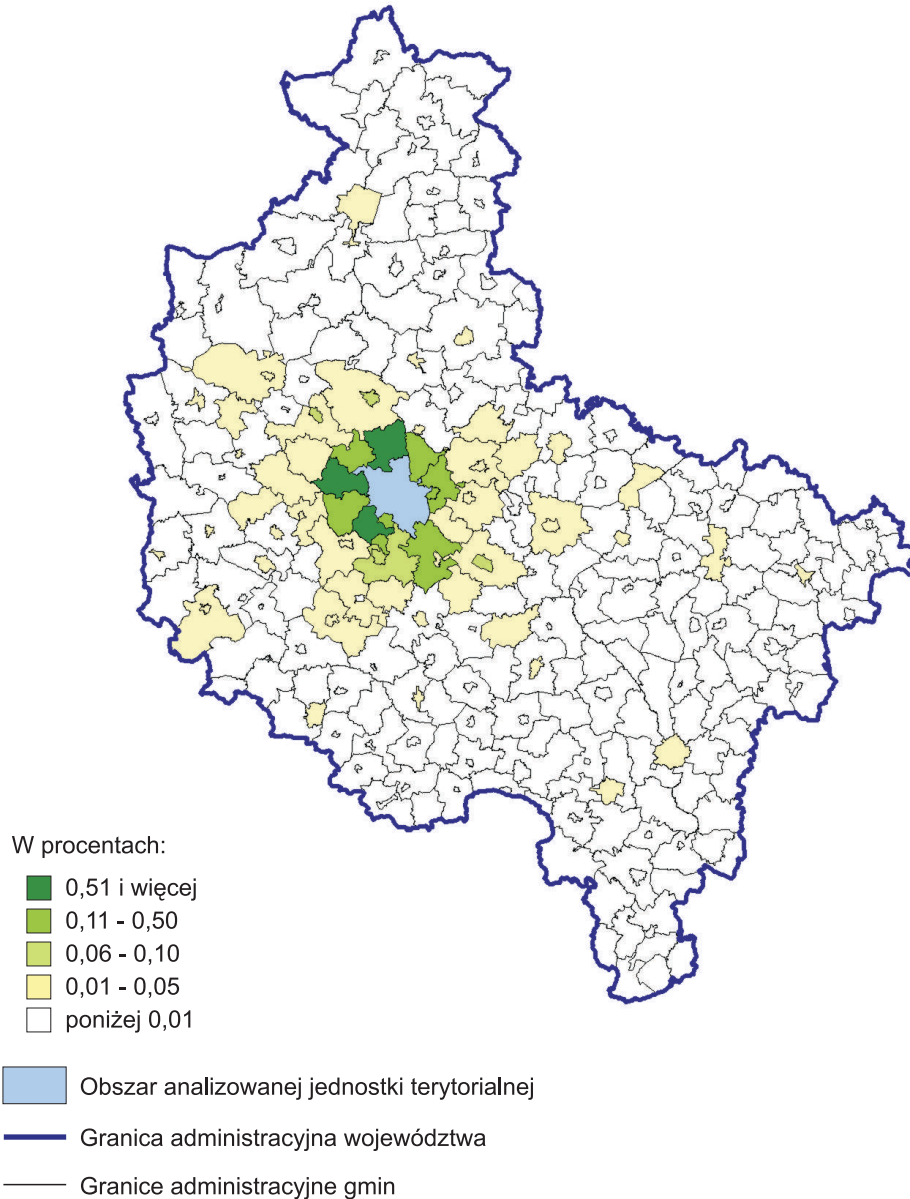 W procentach:
0,51 i więcej
0,11 - 0,50
0,06 - 0,10
0,01 - 0,05
poniżej 0,01
Obszar analizowanej jednostki terytorialnej
Granica administracyjna województwa
Granice administracyjne gmin